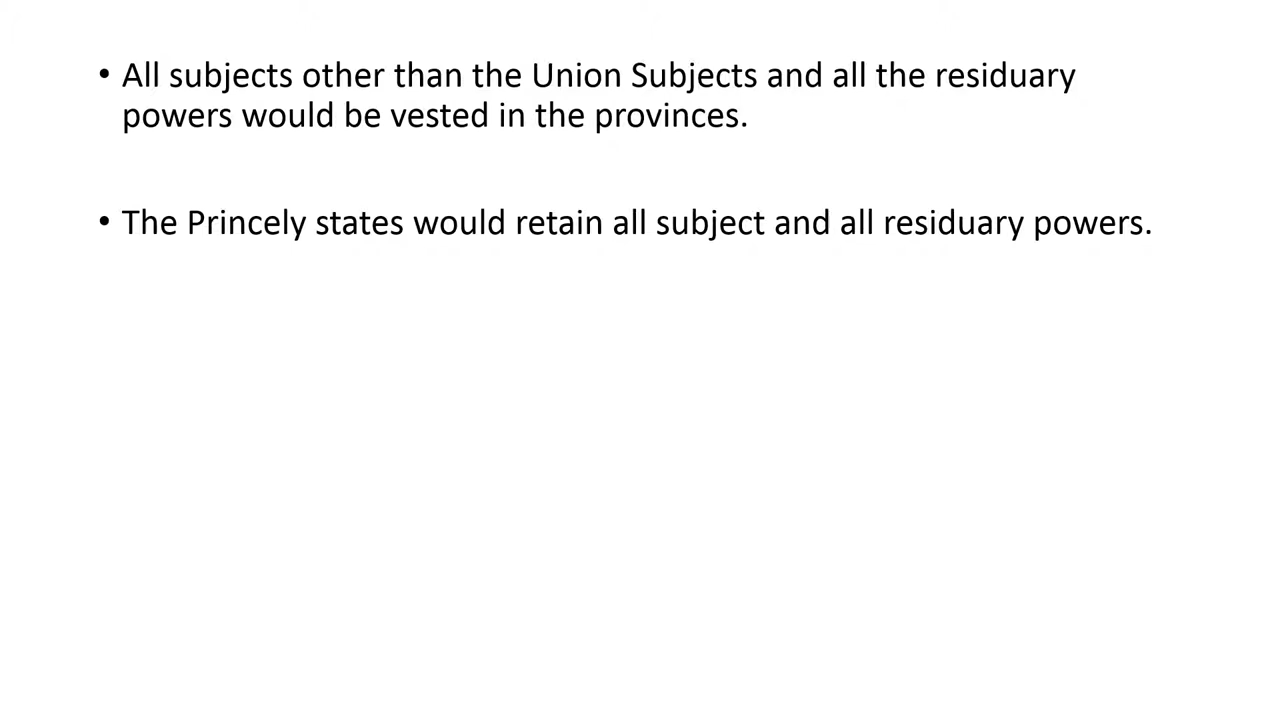 • All subjects other than the Union Subjects and all the residuary
powers would be vested in the provinces.
• The Princely states would retain all subject and all residuary powers.